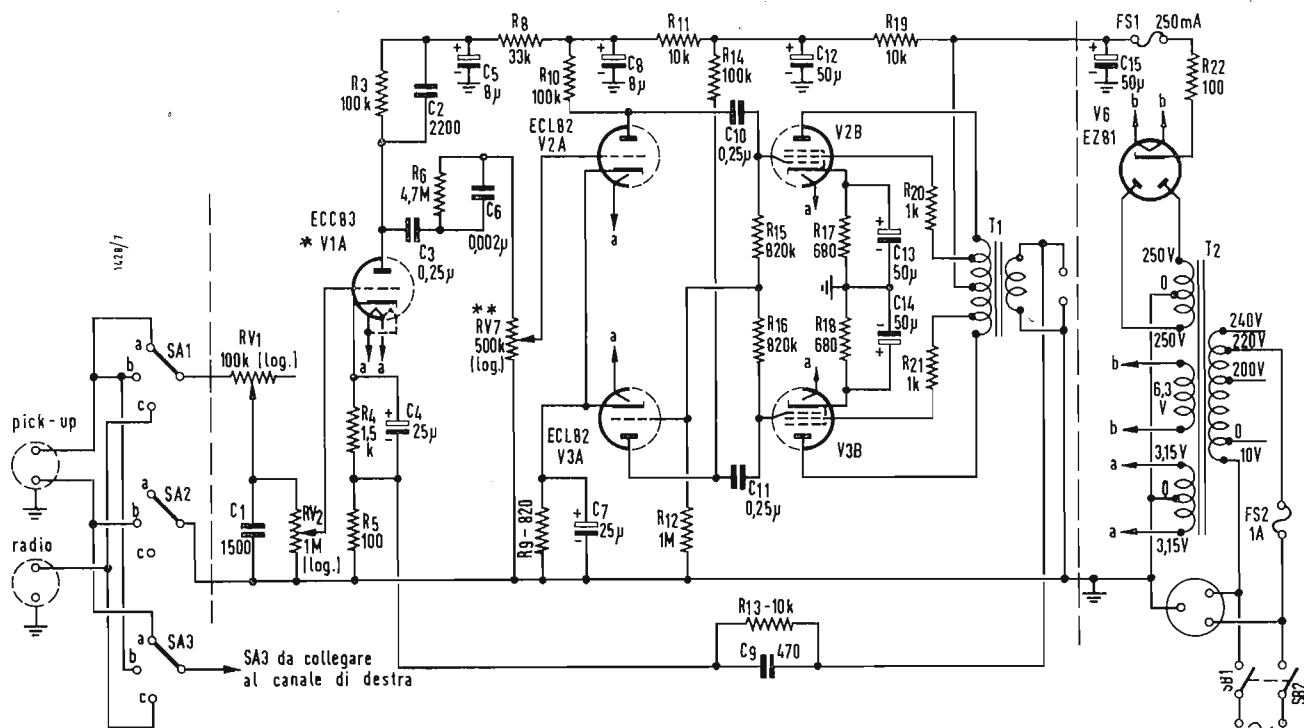 R8
33k
R11
10k
R19
10k
FS1 250mA
R3
100k
C2
2200
C5
8µ
R10
100k
C8
8µ
R14
100k
C12
50µ
C15
50µ
R22
100
ECL82
V2A
C10
0,25µ
V2B
b b
V6
EZ81
R6
4,7M
C6
0,002µ
ECC83
* V1A
C3
0,25µ
a
a
R20
1k
T1
R15
820k
R17
680
C13
50µ
1428/7
**
RV7
500k
(log.)
C14
50µ
T2
250V
0
250V
240V
220V
200V
0
10V
a a
a
R16
820k
R18
680
a
R21
1k
a SA1
b
c
RV1
100k (log.)
b
6,3
V
b
pick-up
R4
1,5
k
C4
25µ
ECL82
V3A
V3B
a 3,15V
0
a 3,15V
a SA2
b
c
C1
1500
RV2
1M
(log.)
R5
100
R9-820
C7
25µ
R12
1M
C11
0,25µ
FS2
1A
radio
a SA3
b
c
SA3 da collegare
al canale di destra
R13-10k
C9 470
SB1
SB2